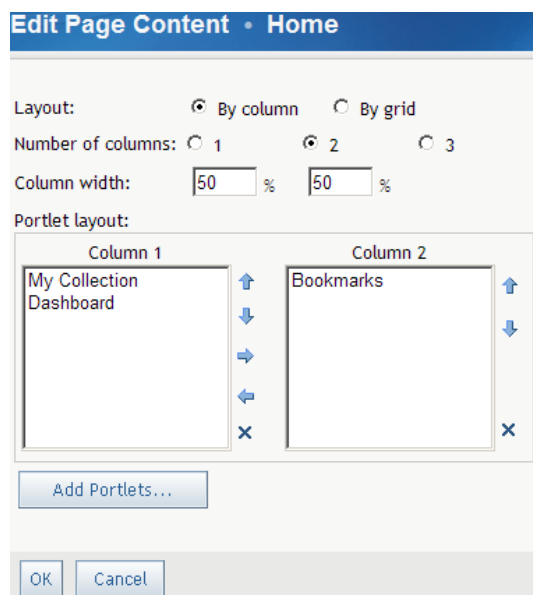 Edit Page Content • Home
Layout: By column By grid
Number of columns: 1 2 3
Column width: 50 % 50 %
Portlet layout:
Column 1 Column 2
My Collection Bookmarks
Dashboard
Add Portlets...
OK Cancel